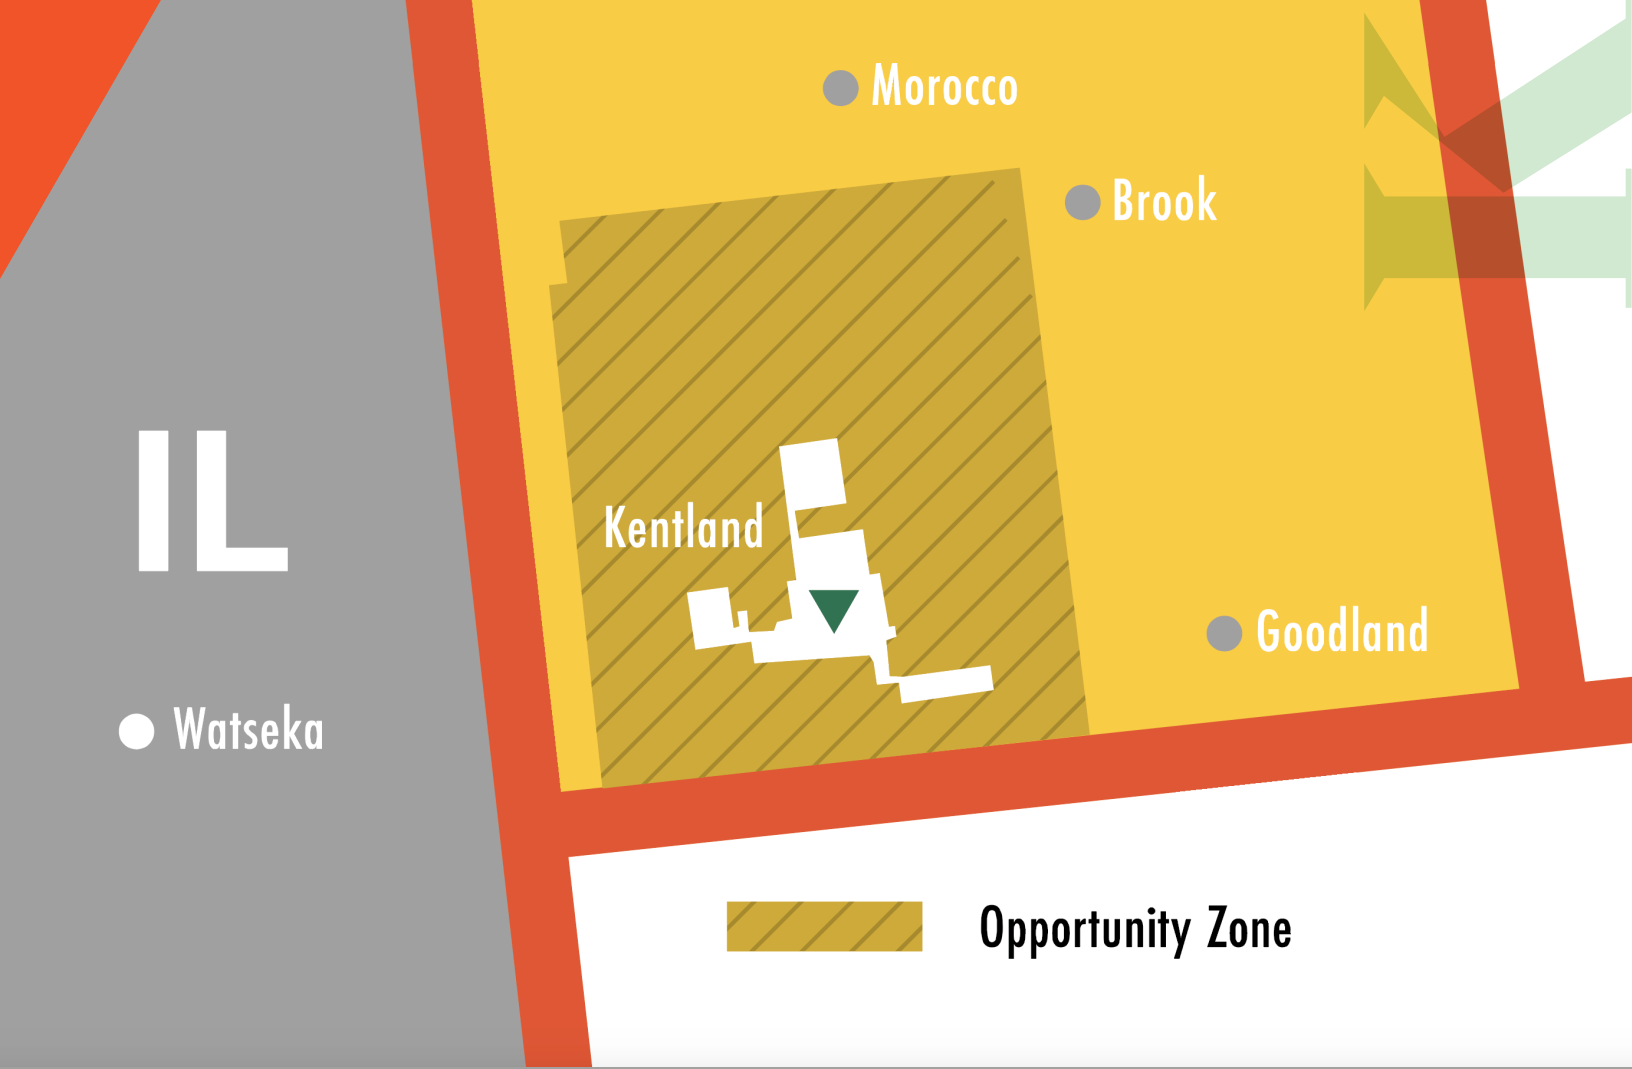 Morocco
Brook
Kentland
IL
Goodland
Watseka
Opportunity Zone